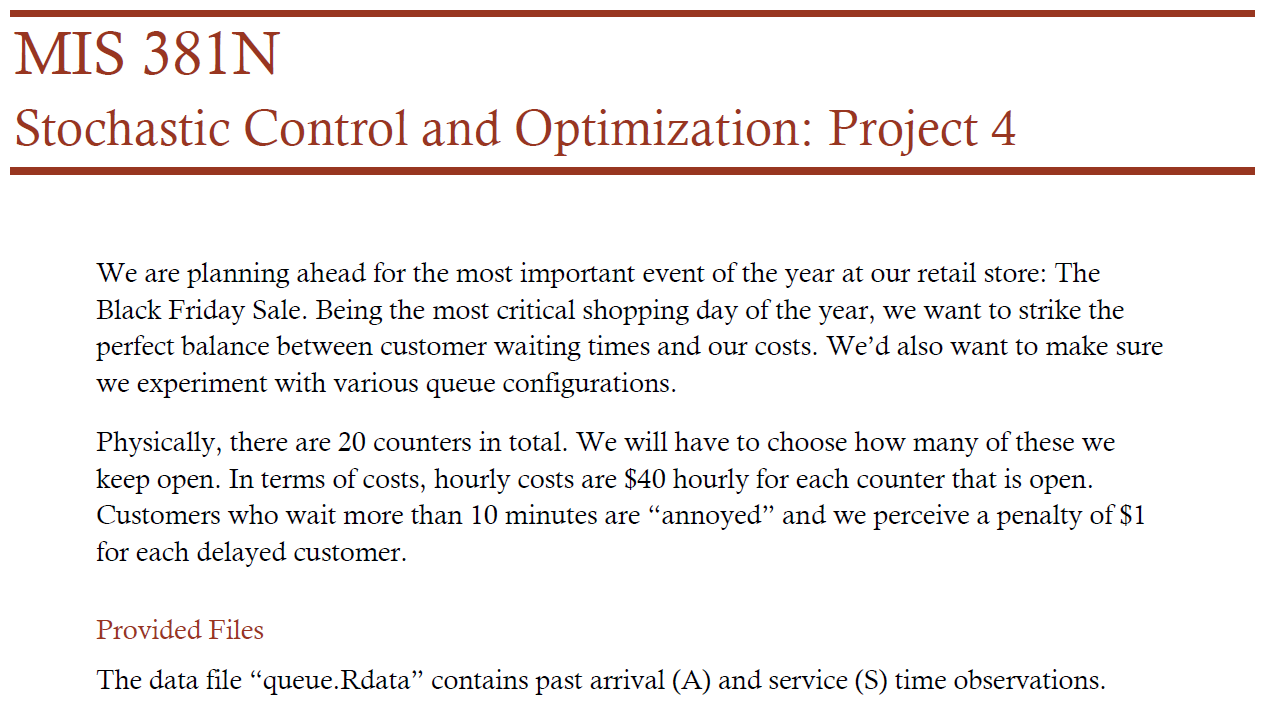 MIS 381N
Stochastic Control and Optimization: Project 4
We are planning ahead for the most important event of the year at our retail store: The
Black Friday Sale. Being the most critical shopping day of the year, we want to strike the
perfect balance between customer waiting times and our costs. We’d also want to make sure
we experiment with various queue configurations.
Physically, there are 20 counters in total. We will have to choose how many of these we
keep open. In terms of costs, hourly costs are $40 hourly for each counter that is open.
Customers who wait more than 10 minutes are “annoyed” and we perceive a penalty of $1
for each delayed customer.
Provided Files
The data file “queue.Rdata” contains past arrival (A) and service (S) time observations.